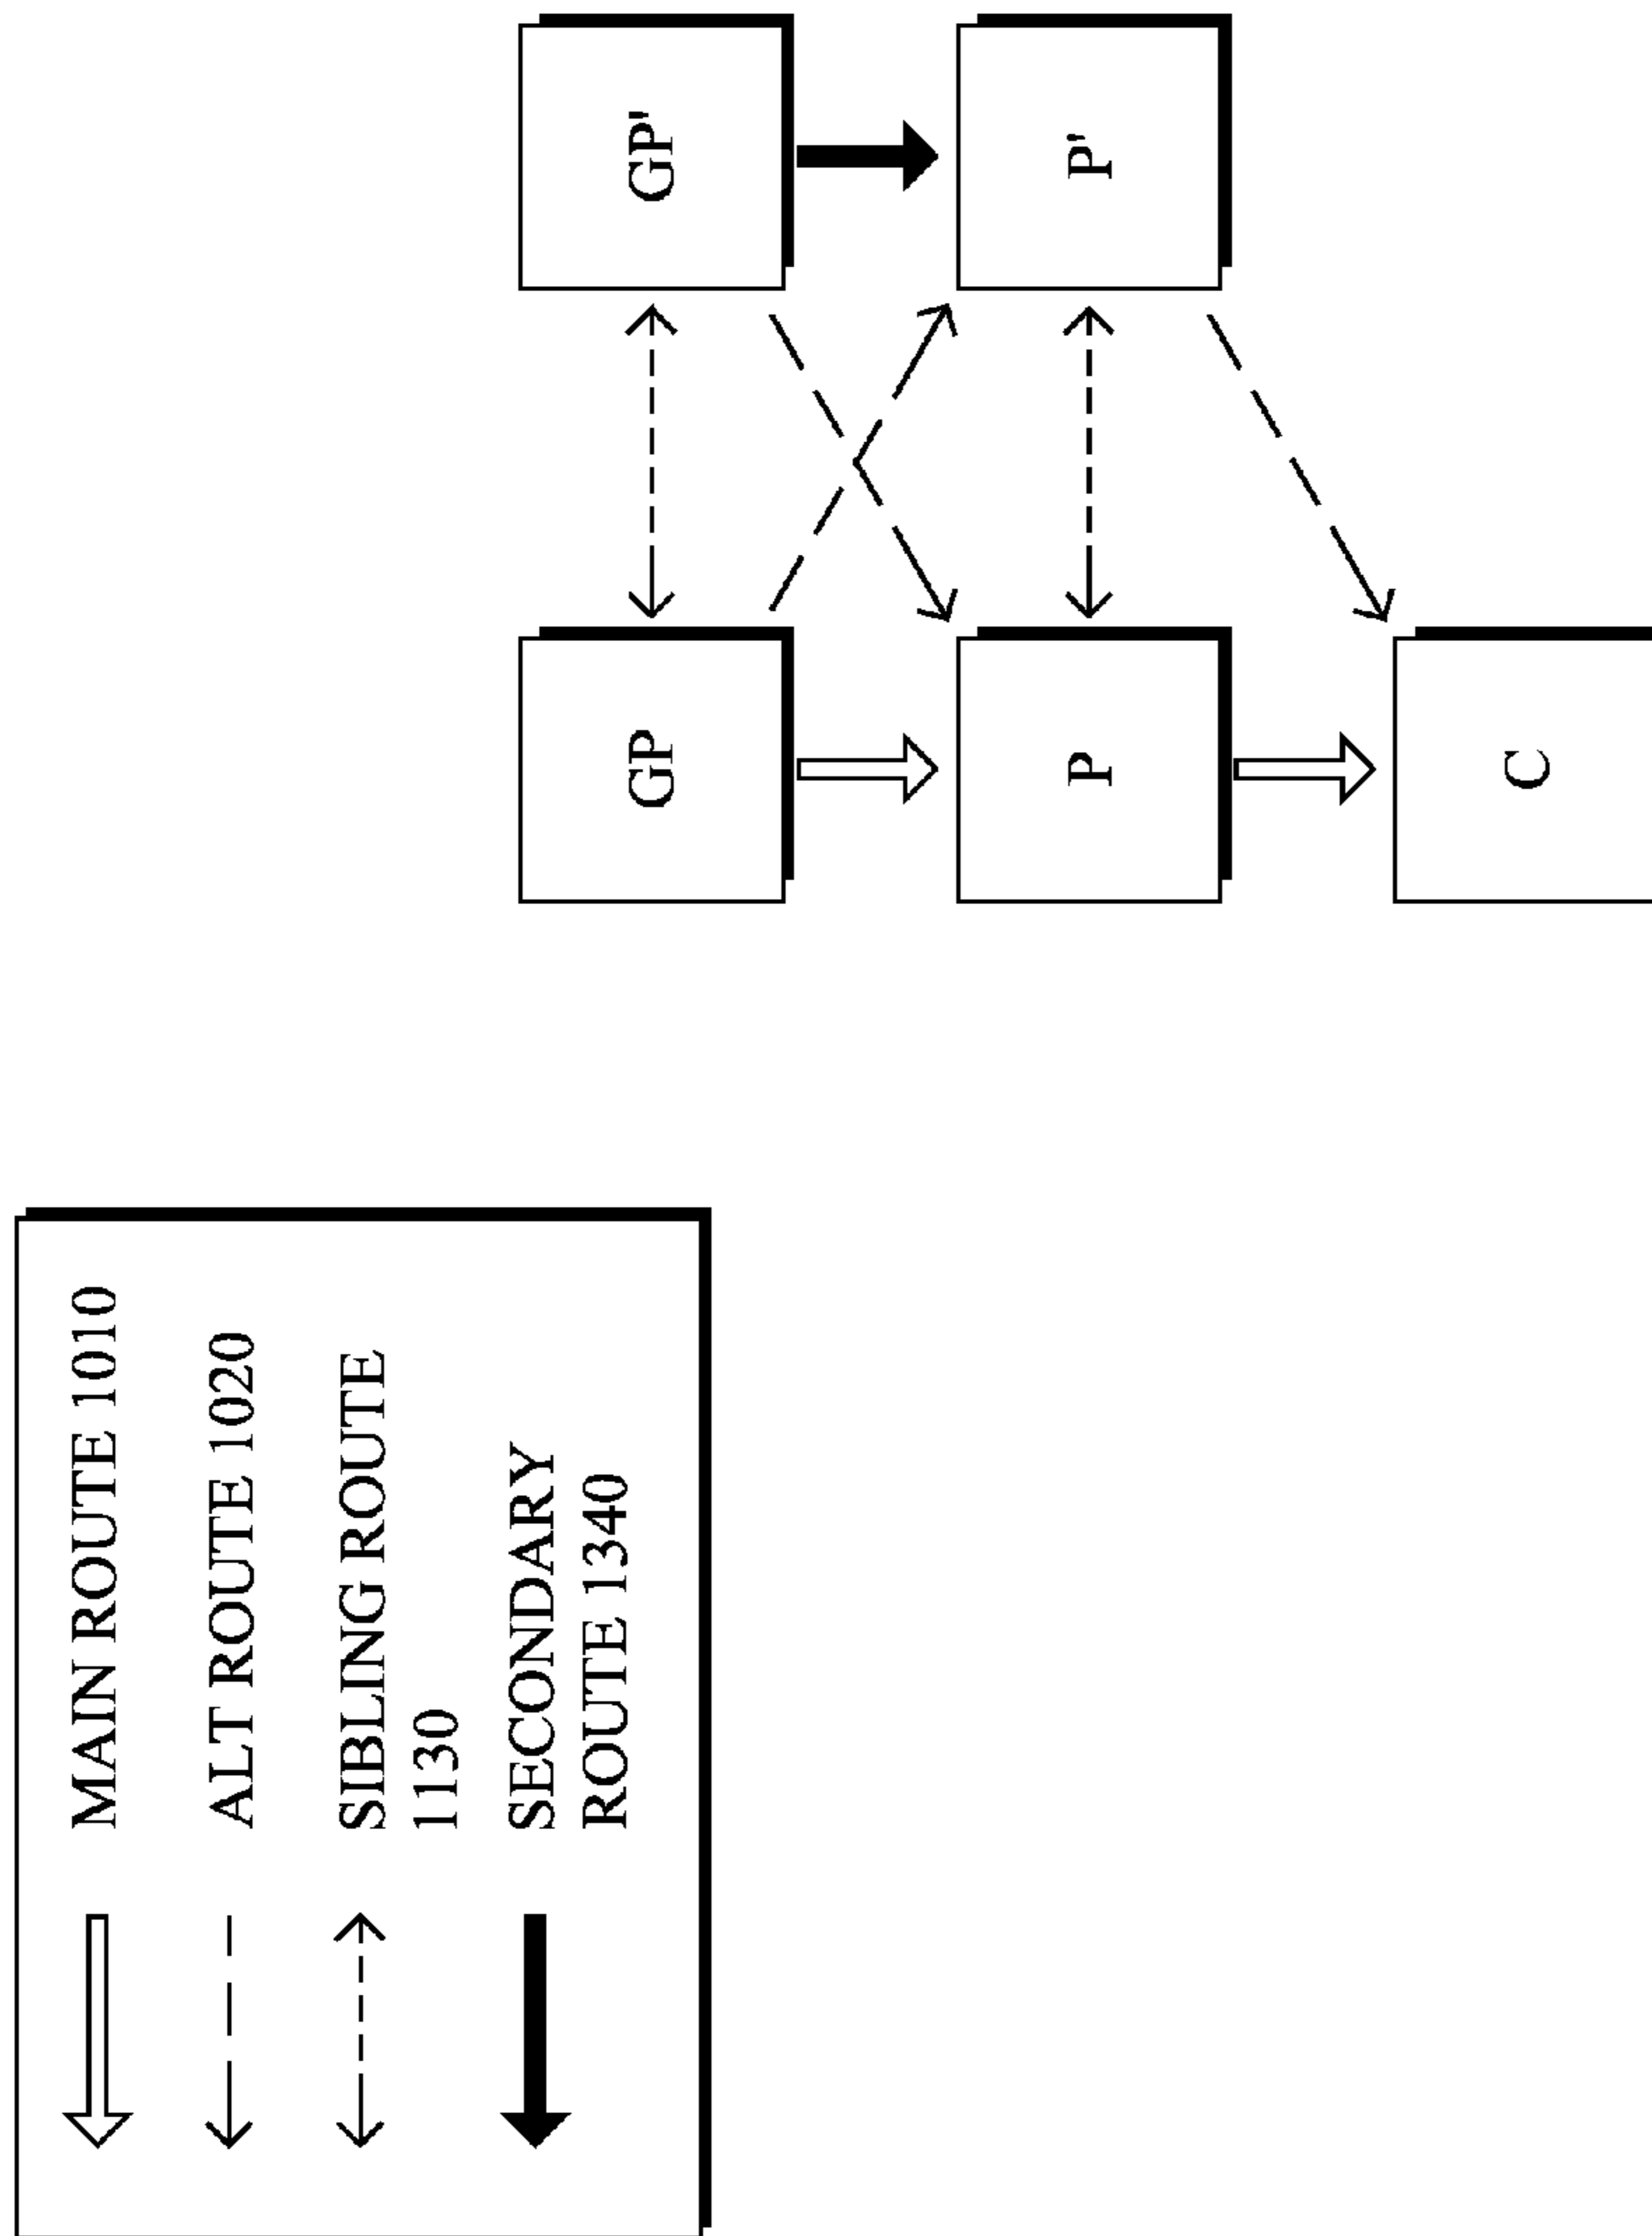 MAIN ROUTE 1010
ALT ROUTE 1020
SIBLING ROUTE
1130
SECONDARY
ROUTE 1340
GP
GP'
P
P'
C